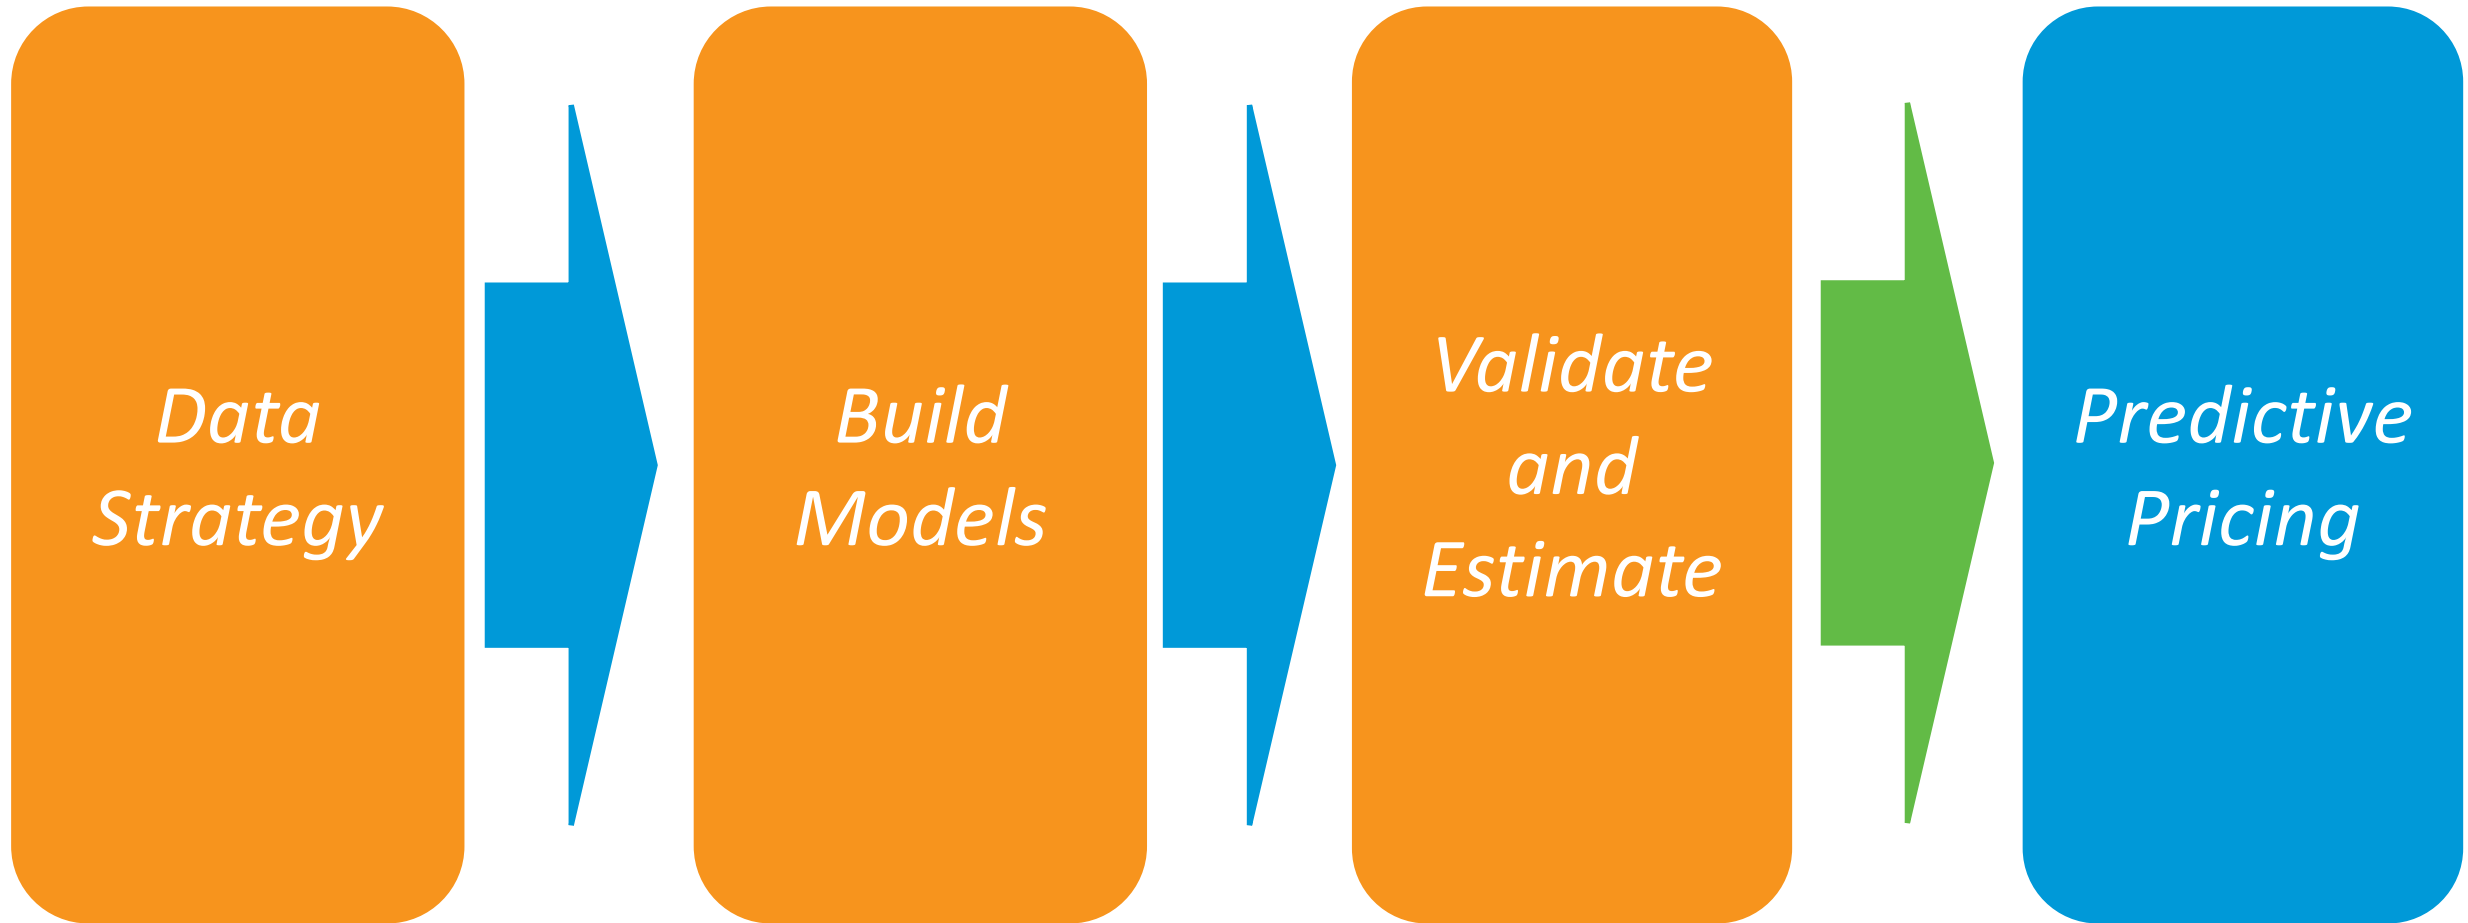 Data
Strategy
Build
Models
Validate
and
Estimate
Predictive
Pricing